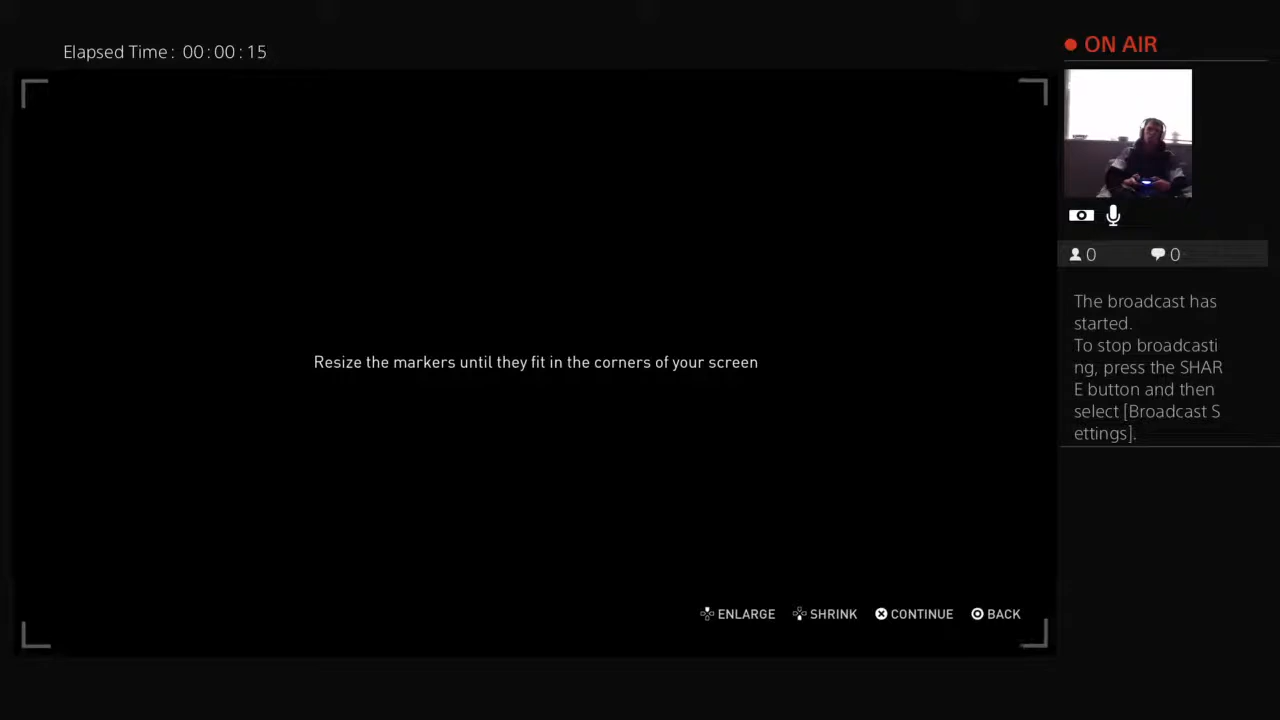 Elapsed Time: 00:00:15
ON AIR
0
0
The broadcast has
started.
To stop broadcasti
ng, press the SHAR
E button and then
select [Broadcast S
ettings].
Resize the markers until they fit in the corners of your screen
ENLARGE SHRINK CONTINUE BACK